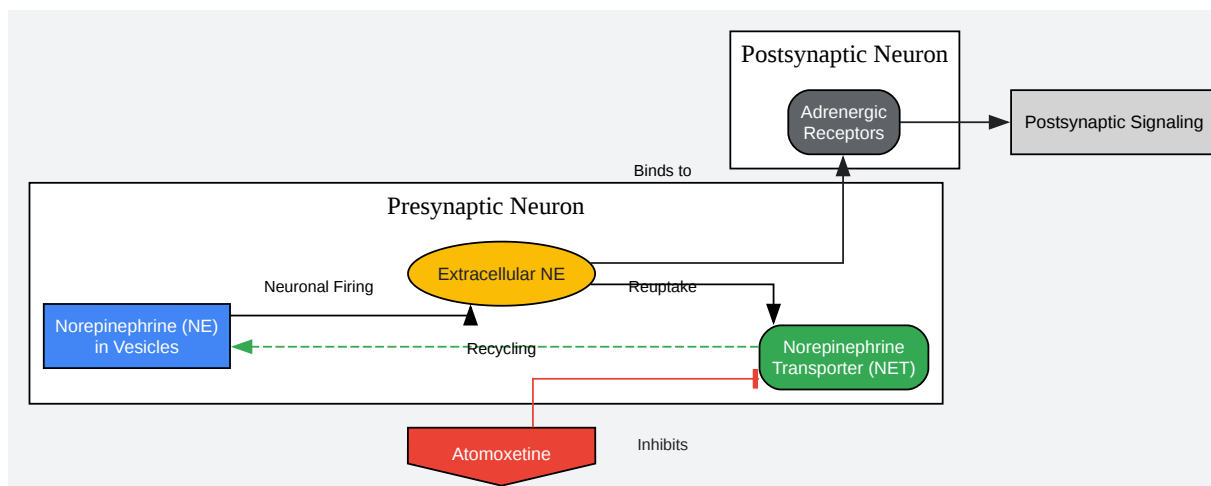 Postsynaptic Neuron
Adrenergic
Receptors
Postsynaptic Signaling
Binds to
Presynaptic Neuron
Extracellular NE
Neuronal Firing
Reuptake
Norepinephrine (NE)
in Vesicles
Recycling
Norepinephrine
Transporter (NET)
Atomoxetine
Inhibits